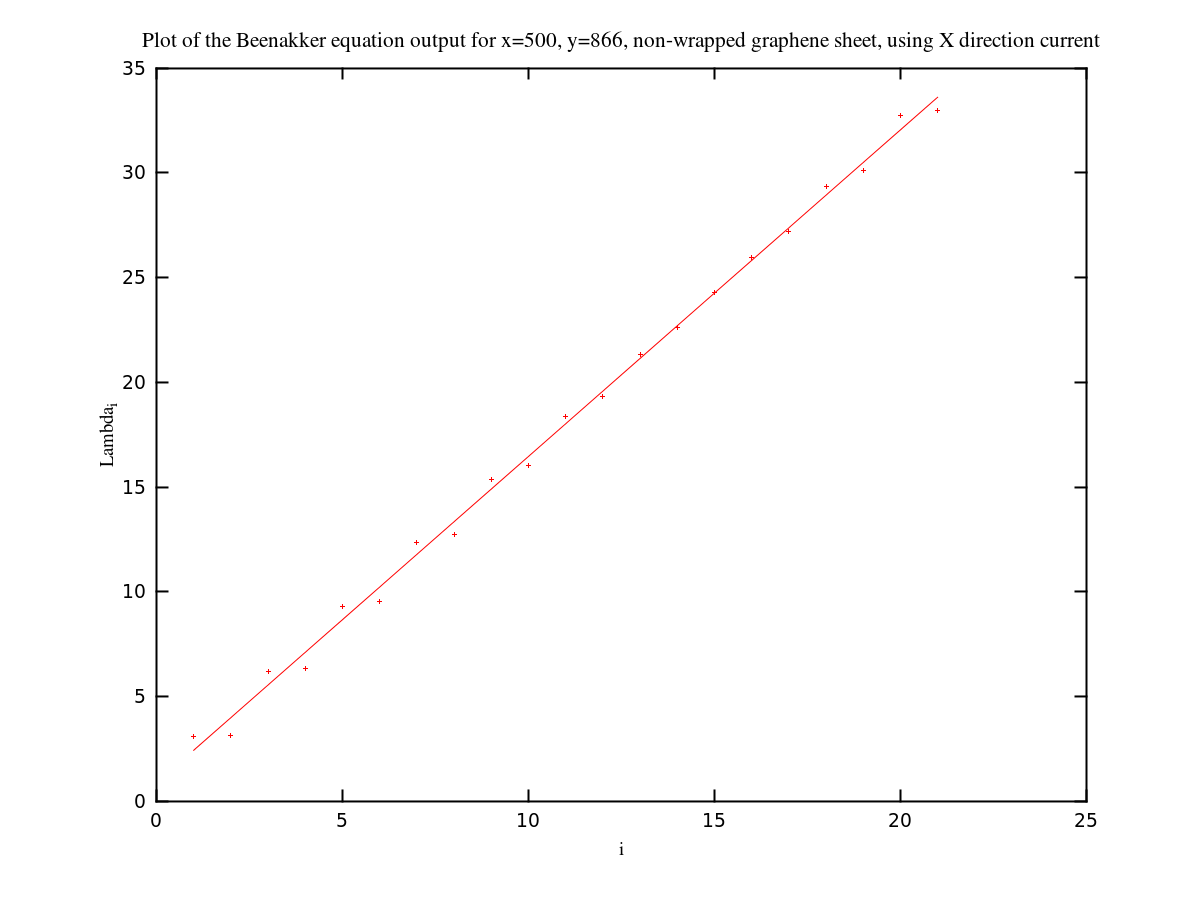 Plot of the Beenakker equation output for x=500, y=866, non-wrapped graphene sheet, using X direction current
35
30
25
20
15
10
5
0
Lambdai
0 5 10 15 20 25
i